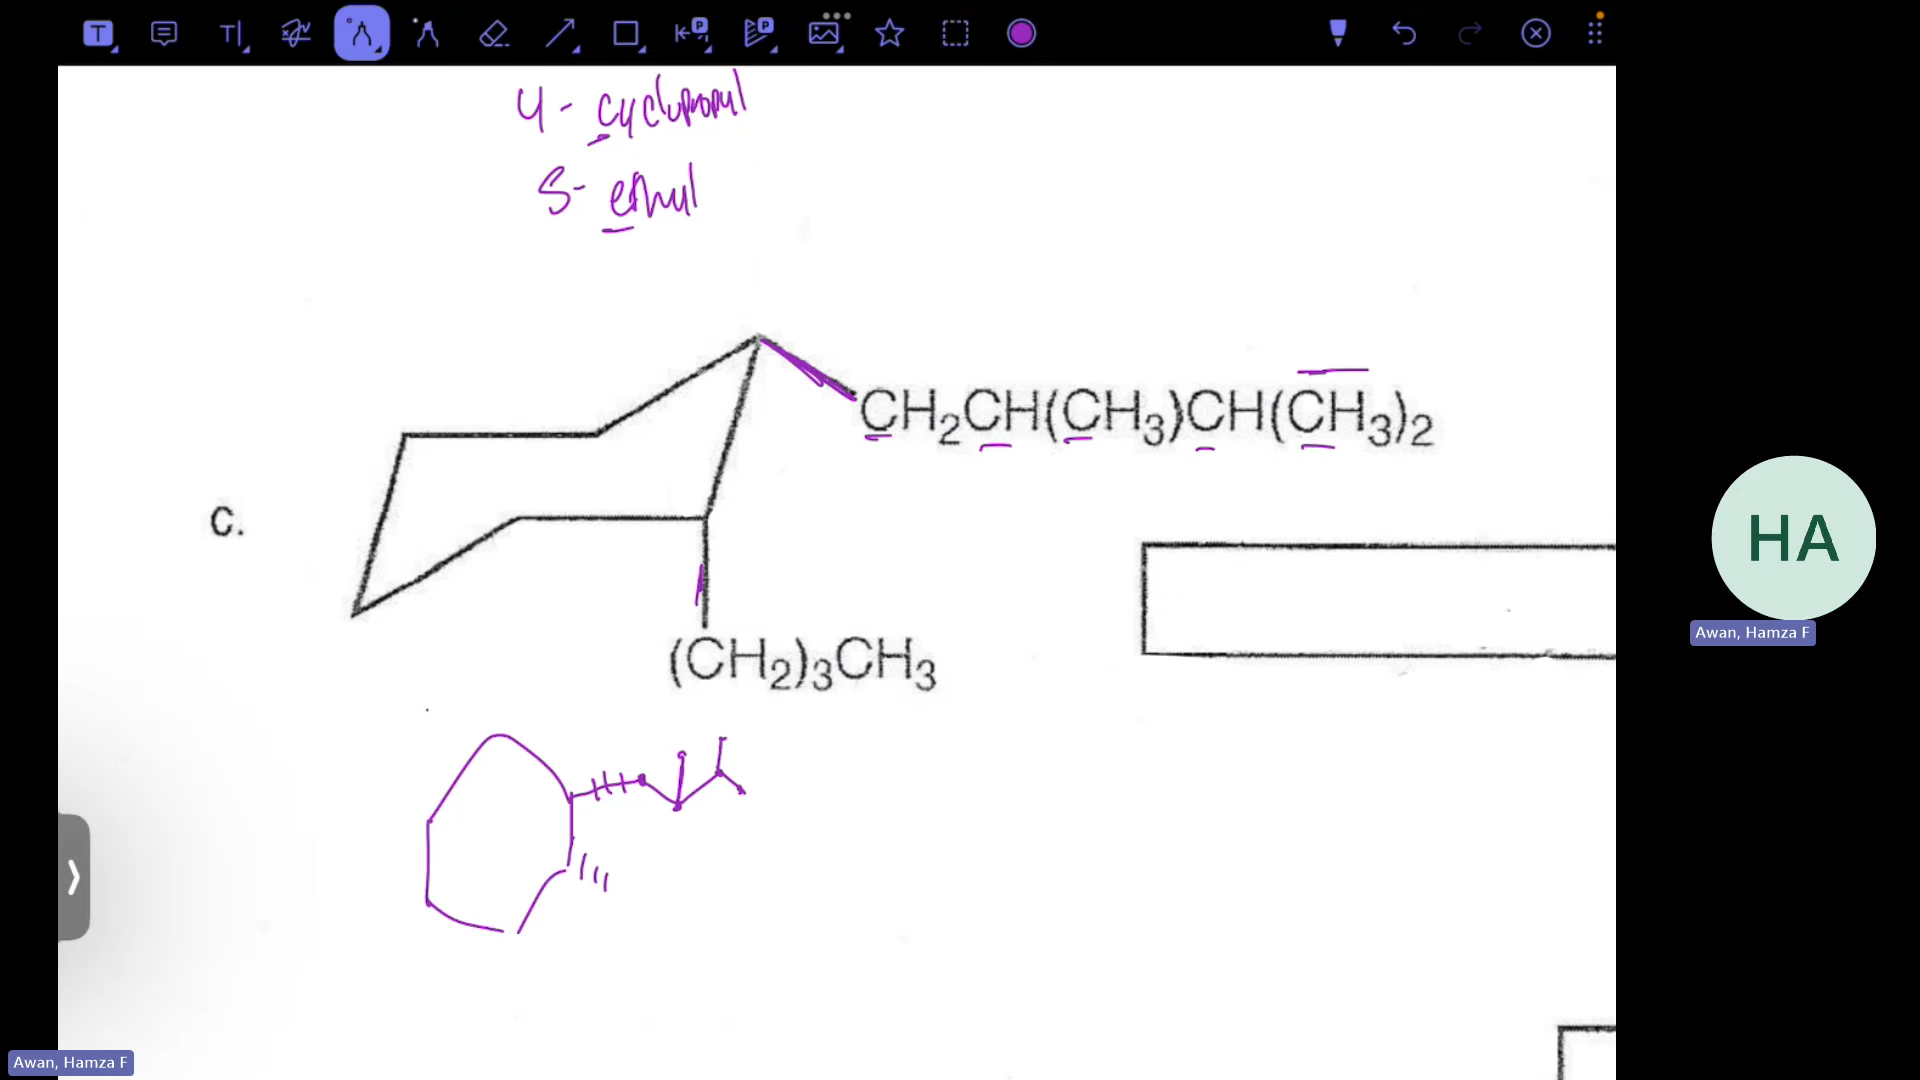 T T| P P
4- cyclopropyl
5- ethyl
CH2CH(CH3)CH(CH3)2
C.
(CH2)3CH3
HA
Awan, Hamza F
Awan, Hamza F